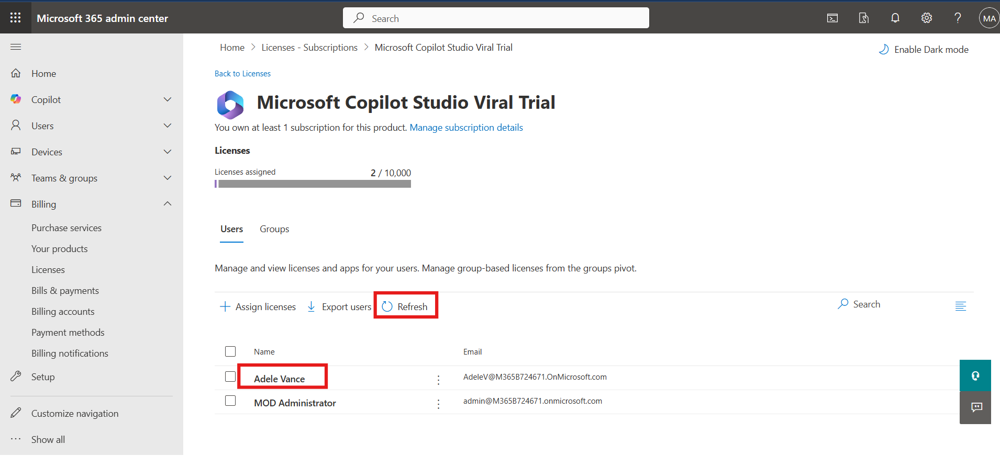 Microsoft 365 admin center
Search
MA
Home
Copilot
Users
Devices
Teams & groups
Billing
Purchase services
Your products
Licenses
Bills & payments
Billing accounts
Payment methods
Billing notifications
Setup
Customize navigation
Show all
Home > Licenses - Subscriptions > Microsoft Copilot Studio Viral Trial
Enable Dark mode
Back to Licenses
Microsoft Copilot Studio Viral Trial
You own at least 1 subscription for this product. Manage subscription details
Licenses
Licenses assigned 2 / 10,000
Users Groups
Manage and view licenses and apps for your users. Manage group-based licenses from the groups pivot.
Assign licenses Export users Refresh Search
Name Email
Adele Vance AdeleV@M365B724671.OnMicrosoft.com
MOD Administrator admin@M365B724671.onmicrosoft.com